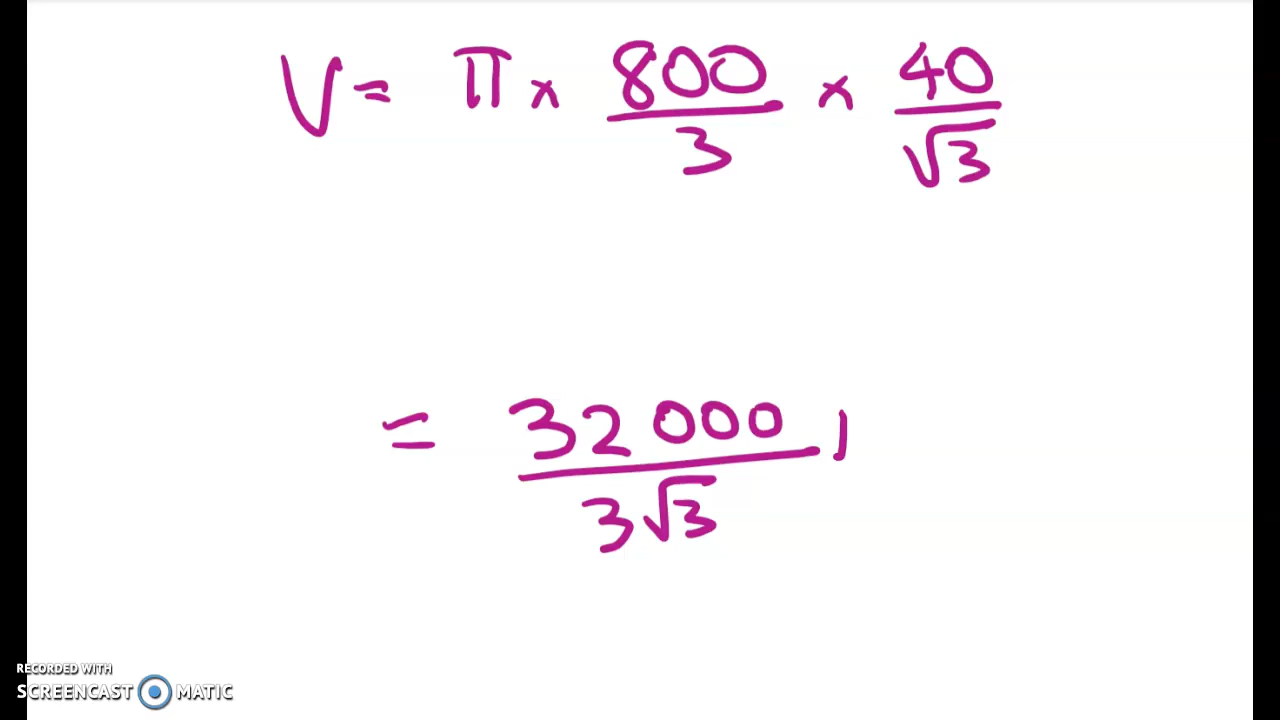 V = π × 800/3 × 40/√3
= 32000/3√3 l
RECORDED WITH
SCREENCAST MATIC